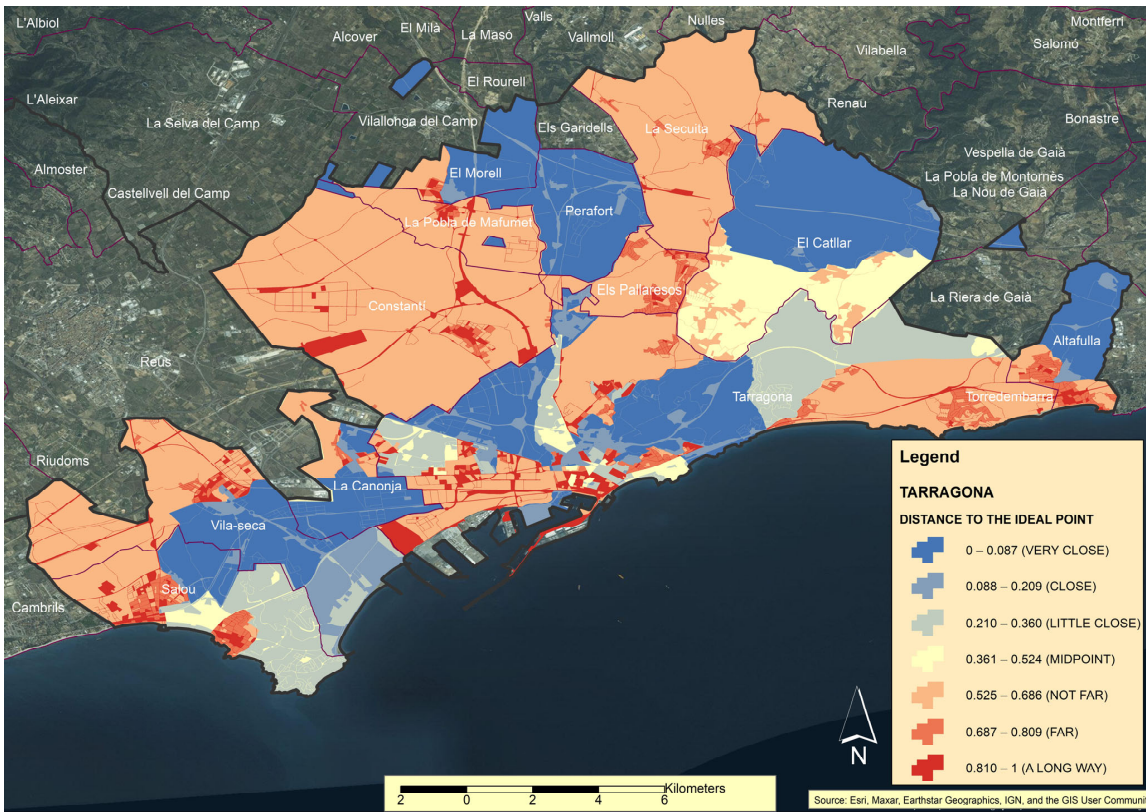 L'Albiol
El Milà
Valls
Nulles
Montferri
Alcover
La Masó
Vallmoll
Vilabella
Salomó
El Rourell
L'Aleixar
Renau
La Selva del Camp
Vilallonga del Camp
Els Garidells
La Secuita
Bonastre
Almoster
Vespella de Gaià
El Morell
La Pobla de Montornès
Castellvell del Camp
La Nou de Gaià
Perafort
La Pobla de Mafumet
El Catllar
Els Pallaresos
La Riera de Gaià
Constantí
Altafulla
Reus
Tarragona
Torredembarra
Riudoms
La Canonja
Vila-seca
Salou
Cambrils
Legend
TARRAGONA
DISTANCE TO THE IDEAL POINT
0 – 0.087 (VERY CLOSE)
0.088 – 0.209 (CLOSE)
0.210 – 0.360 (LITTLE CLOSE)
0.361 – 0.524 (MIDPOINT)
0.525 – 0.686 (NOT FAR)
0.687 – 0.809 (FAR)
0.810 – 1 (A LONG WAY)
N
Kilometers
2 0 2 4 6
Source: Esri, Maxar, Earthstar Geographics, IGN, and the GIS User Commun